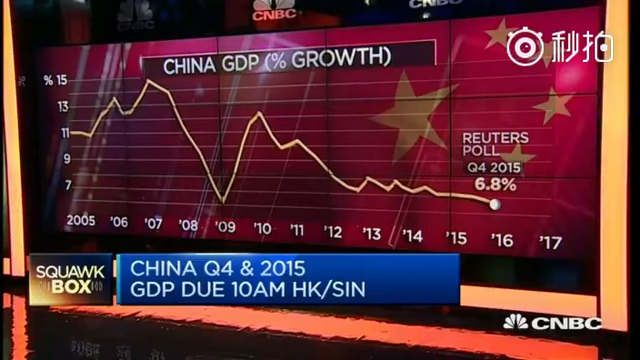 CNBC
CNBC
秒拍
CHINA GDP (% GROWTH)
% 15
13
11
9
7
REUTERS
POLL
Q4 2015
6.8%
2005 '06 '07 '08 '09 '10 '11 '12 '13 '14 '15 '16 '17
SQUAWK
BOX
CHINA Q4 & 2015
GDP DUE 10AM HK/SIN
CNBC